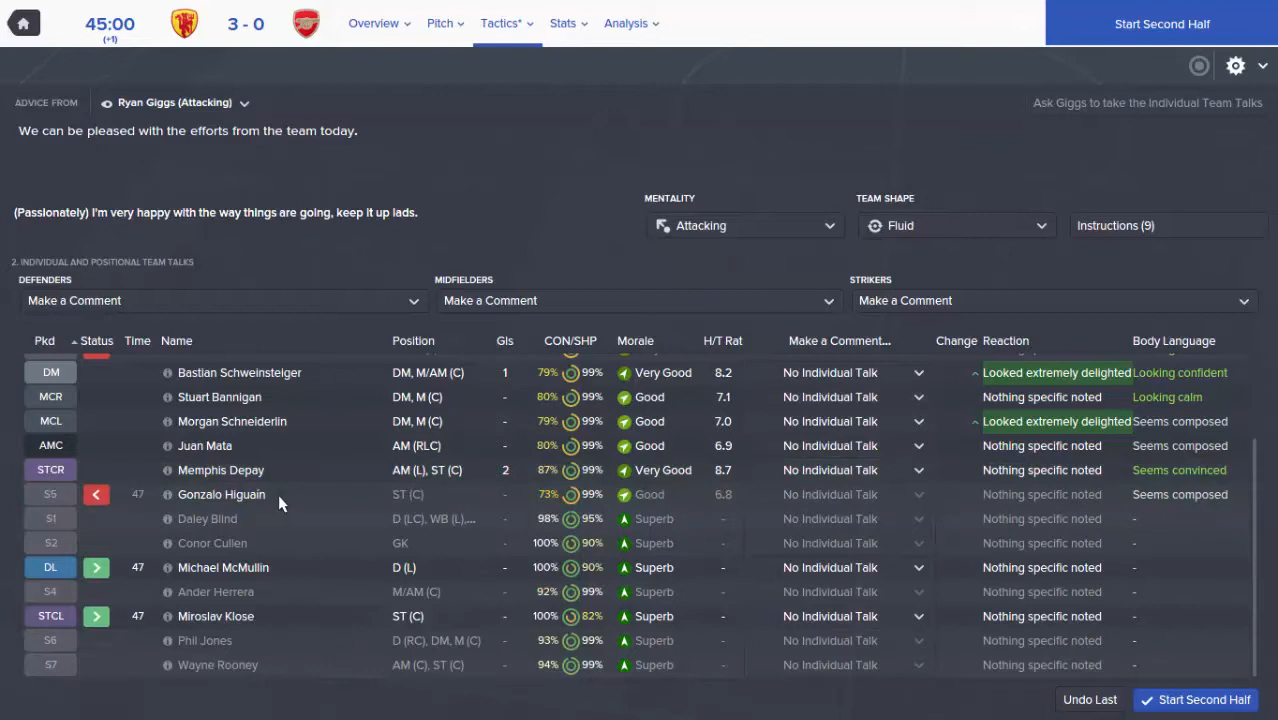 45:00 3 - 0 Overview Pitch Tactics* Stats Analysis Start Second Half
(+1)
ADVICE FROM Ryan Giggs (Attacking) Ask Giggs to take the Individual Team Talks
We can be pleased with the efforts from the team today.
MENTALITY TEAM SHAPE
(Passionately) I'm very happy with the way things are going, keep it up lads. Attacking Fluid Instructions (9)
2. INDIVIDUAL AND POSITIONAL TEAM TALKS
DEFENDERS MIDFIELDERS STRIKERS
Make a Comment Make a Comment Make a Comment
Pkd Status Time Name Position Gls CON/SHP Morale H/T Rat Make a Comment... Change Reaction Body Language
DM Bastian Schweinsteiger DM, M/AM (C) 1 79% 99% Very Good 8.2 No Individual Talk Looked extremely delighted Looking confident
MCR Stuart Bannigan DM, M (C) - 80% 99% Good 7.1 No Individual Talk Nothing specific noted Looking calm
MCL Morgan Schneiderlin DM, M (C) - 79% 99% Good 7.0 No Individual Talk Looked extremely delighted Seems composed
AMC Juan Mata AM (RLC) - 80% 99% Good 6.9 No Individual Talk Nothing specific noted Seems composed
STCR Memphis Depay AM (L), ST (C) 2 87% 99% Very Good 8.7 No Individual Talk Nothing specific noted Seems convinced
S5 47 Gonzalo Higuaín ST (C) - 73% 99% Good 6.8 No Individual Talk Nothing specific noted Seems composed
S1 Daley Blind D (LC), WB (L),... - 98% 95% Superb - No Individual Talk Nothing specific noted -
S2 Conor Cullen GK - 100% 90% Superb - No Individual Talk Nothing specific noted -
DL 47 Michael McMullin D (L) - 100% 90% Superb - No Individual Talk Nothing specific noted -
S4 Ander Herrera M/AM (C) - 92% 99% Superb - No Individual Talk Nothing specific noted -
STCL 47 Miroslav Klose ST (C) - 100% 82% Superb - No Individual Talk Nothing specific noted -
S6 Phil Jones D (RC), DM, M (C) - 93% 99% Superb - No Individual Talk Nothing specific noted -
S7 Wayne Rooney AM (C), ST (C) - 94% 99% Superb - No Individual Talk Nothing specific noted -
Undo Last Start Second Half